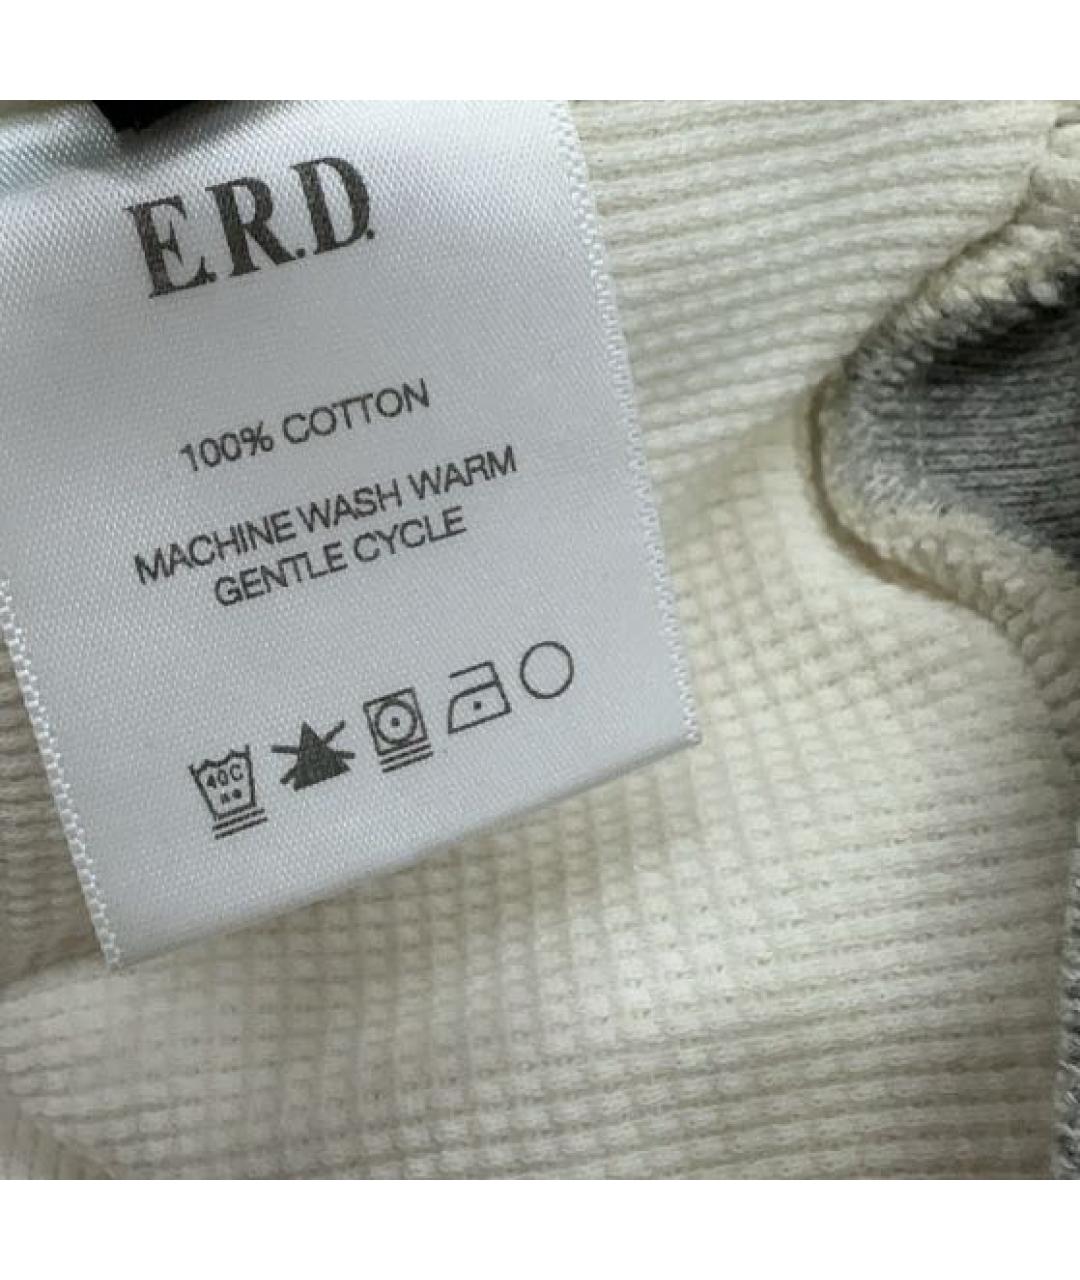 E.R.D.
100% COTTON
MACHINE WASH WARM
GENTLE CYCLE
40C